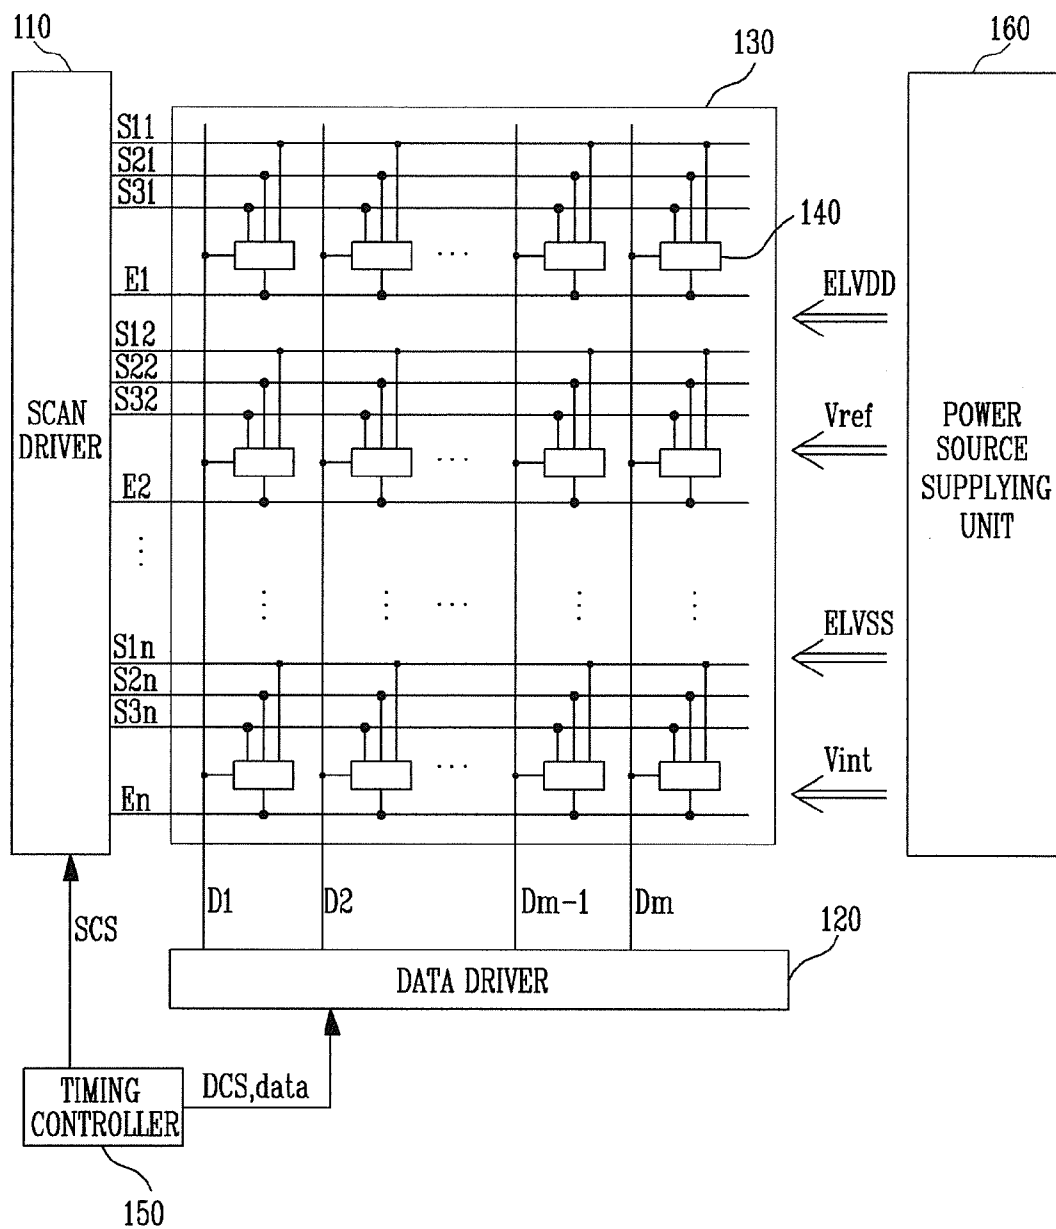 110
130
160
S11
S21
S31
140
E1
ELVDD
S12
S22
S32
SCAN
DRIVER
Vref
POWER
SOURCE
SUPPLYING
UNIT
E2
ELVSS
S1n
S2n
S3n
Vint
En
D1
D2
Dm-1
Dm
120
SCS
DATA DRIVER
TIMING
CONTROLLER
DCS,data
150